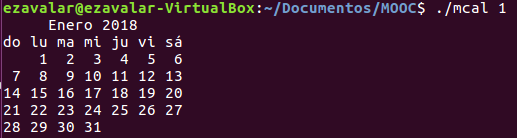 ezavalar@ezavalar-VirtualBox:~/Documentos/MOOC$ ./mcal 1
     Enero 2018
do lu ma mi ju vi sá
    1  2  3  4  5  6
 7  8  9 10 11 12 13
14 15 16 17 18 19 20
21 22 23 24 25 26 27
28 29 30 31